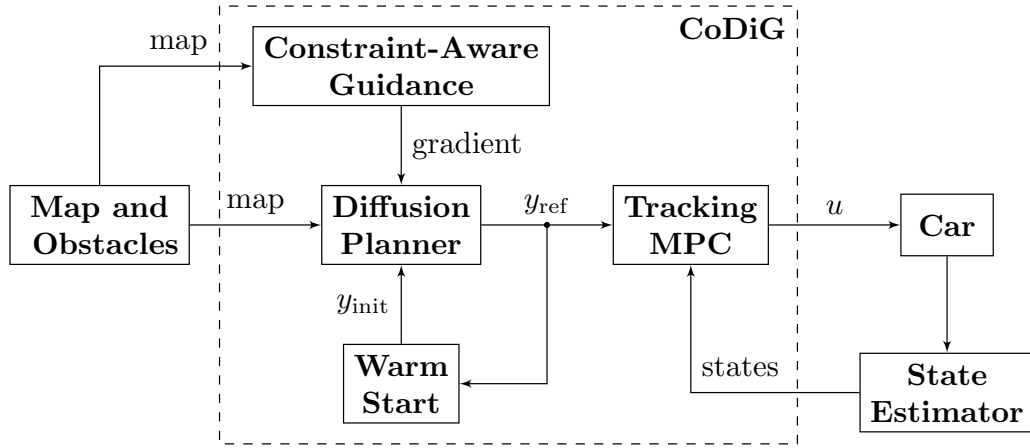 CoDiG
map
Constraint-Aware
Guidance
gradient
Map and
Obstacles
map
Diffusion
Planner
y_ref
Tracking
MPC
u
Car
y_init
Warm
Start
states
State
Estimator